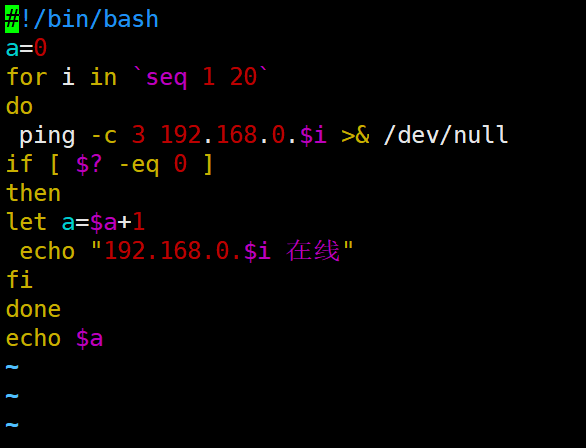 #!/bin/bash
a=0
for i in `seq 1 20`
do
 ping -c 3 192.168.0.$i >& /dev/null
if [ $? -eq 0 ]
then
let a=$a+1
 echo "192.168.0.$i 在线"
fi
done
echo $a
~
~
~